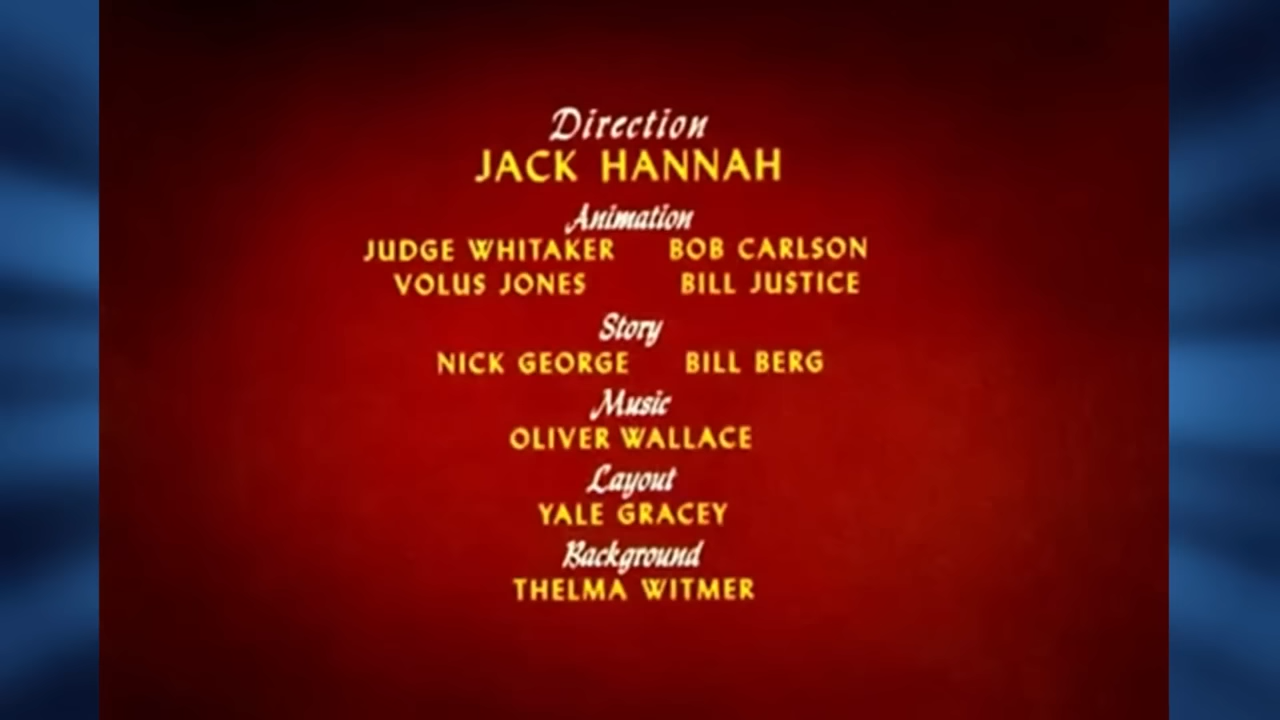 Direction
JACK HANNAH
Animation
JUDGE WHITAKER BOB CARLSON
VOLUS JONES BILL JUSTICE
Story
NICK GEORGE BILL BERG
Music
OLIVER WALLACE
Layout
YALE GRACEY
Background
THELMA WITMER